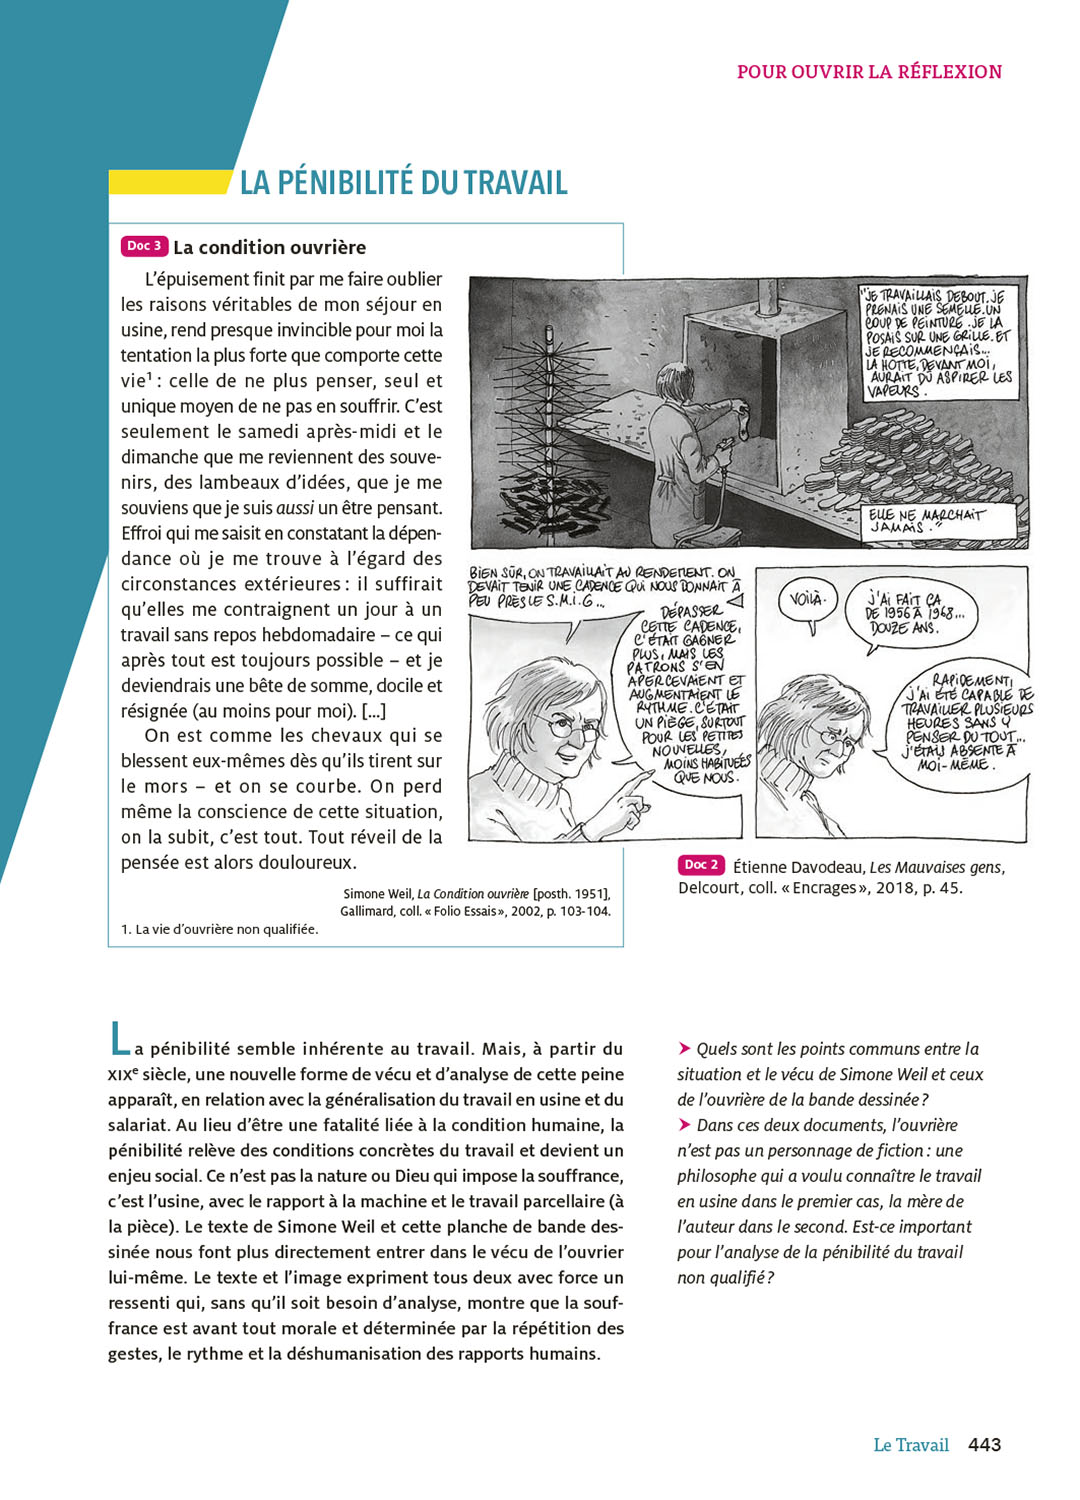 POUR OUVRIR LA RÉFLEXION
LA PÉNIBILITÉ DU TRAVAIL
Doc 3 La condition ouvrière
L’épuisement finit par me faire oublier
les raisons véritables de mon séjour en
usine, rend presque invincible pour moi la
tentation la plus forte que comporte cette
vie¹ : celle de ne plus penser, seul et
unique moyen de ne pas en souffrir. C’est
seulement le samedi après-midi et le
dimanche que me reviennent des souve-
nirs, des lambeaux d’idées, que je me
souviens que je suis aussi un être pensant.
Effroi qui me saisit en constatant la dépen-
dance où je me trouve à l’égard des
circonstances extérieures : il suffirait
qu’elles me contraignent un jour à un
travail sans repos hebdomadaire – ce qui
après tout est toujours possible – et je
deviendrais une bête de somme, docile et
résignée (au moins pour moi). [...]
On est comme les chevaux qui se
blessent eux-mêmes dès qu’ils tirent sur
le mors – et on se courbe. On perd
même la conscience de cette situation,
on la subit, c’est tout. Tout réveil de la
pensée est alors douloureux.
Simone Weil, La Condition ouvrière [posth. 1951],
Gallimard, coll. « Folio Essais », 2002, p. 103-104.
1. La vie d’ouvrière non qualifiée.
"JE TRAVAILLAIS DEBOUT. JE
PRENAIS UNE SEMELLE. UN
COUP DE PEINTURE. JE LA
POSAIS SUR UNE GRILLE. ET
JE RECOMMENÇAIS...
LA HOTTE, DEVANT MOI,
AURAIT DÛ ASPIRER LES
VAPEURS.
ELLE NE MARCHAIT
JAMAIS."
BIEN SÛR, ON TRAVAILLAIT AU RENDEMENT. ON
DEVAIT TENIR UNE CADENCE QUI NOUS DONNAIT À
PEU PRÈS LE S.M.I.G...
DÉPASSER
CETTE CADENCE,
C'ÉTAIT GAGNER
PLUS, MAIS LES
PATRONS S'EN
APERCEVAIENT ET
AUGMENTAIENT LE
RYTHME. C'ÉTAIT
UN PIÈGE, SURTOUT
POUR LES PETITES
NOUVELLES,
MOINS HABITUÉES
QUE NOUS.
VOILÀ.
J'AI FAIT ÇA
DE 1956 À 1968...
DOUZE ANS.
RAPIDEMENT,
J'AI ÉTÉ CAPABLE DE
TRAVAILLER PLUSIEURS
HEURES SANS Y
PENSER DU TOUT...
J'ÉTAIS ABSENTE À
MOI-MÊME.
Doc 2 Étienne Davodeau, Les Mauvaises gens,
Delcourt, coll. « Encrages », 2018, p. 45.
La pénibilité semble inhérente au travail. Mais, à partir du
XIXe siècle, une nouvelle forme de vécu et d’analyse de cette peine
apparaît, en relation avec la généralisation du travail en usine et du
salariat. Au lieu d’être une fatalité liée à la condition humaine, la
pénibilité relève des conditions concrètes du travail et devient un
enjeu social. Ce n’est pas la nature ou Dieu qui impose la souffrance,
c’est l’usine, avec le rapport à la machine et le travail parcellaire (à
la pièce). Le texte de Simone Weil et cette planche de bande des-
sinée nous font plus directement entrer dans le vécu de l’ouvrier
lui-même. Le texte et l’image expriment tous deux avec force un
ressenti qui, sans qu’il soit besoin d’analyse, montre que la souf-
france est avant tout morale et déterminée par la répétition des
gestes, le rythme et la déshumanisation des rapports humains.
➤ Quels sont les points communs entre la
situation et le vécu de Simone Weil et ceux
de l’ouvrière de la bande dessinée ?
➤ Dans ces deux documents, l’ouvrière
n’est pas un personnage de fiction : une
philosophe qui a voulu connaître le travail
en usine dans le premier cas, la mère de
l’auteur dans le second. Est-ce important
pour l’analyse de la pénibilité du travail
non qualifié ?
Le Travail 443